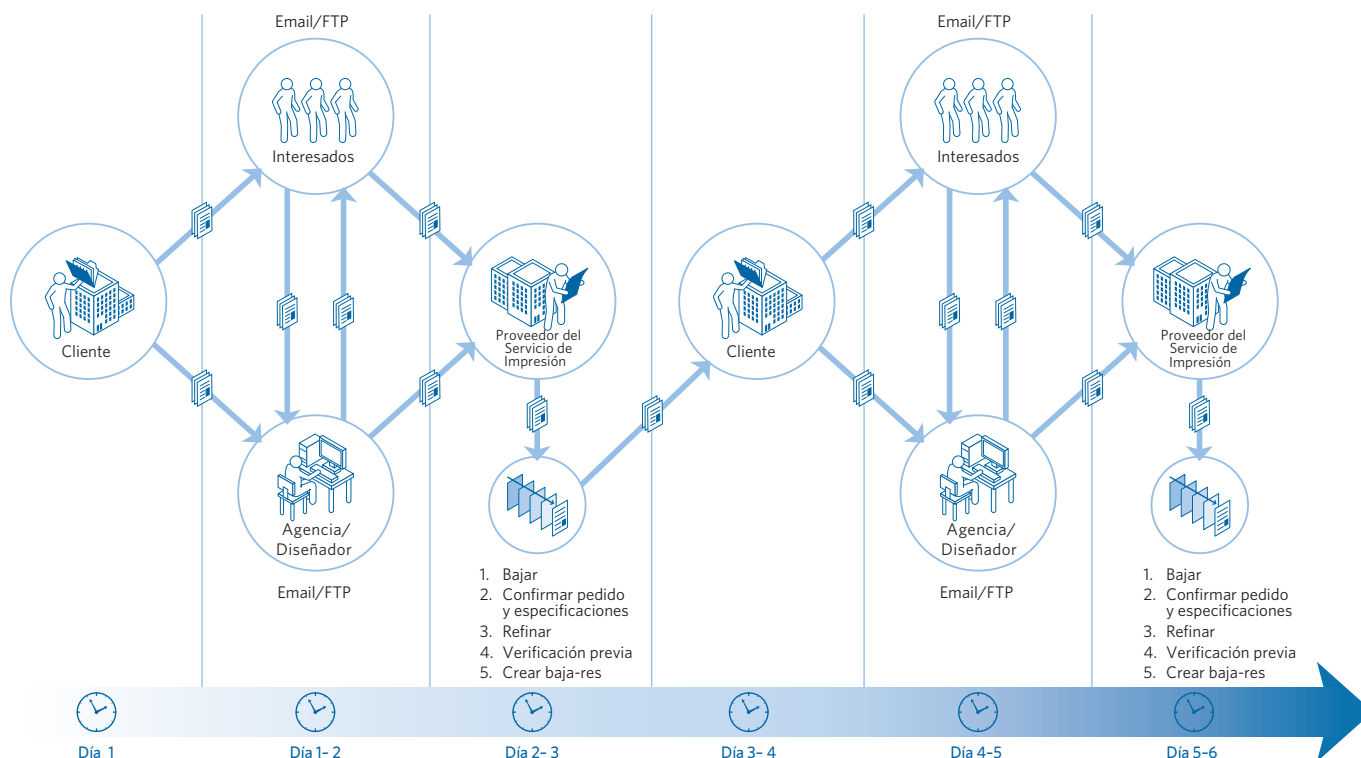 Email/FTP
Interesados
Cliente
Agencia/
Diseñador
Email/FTP
Proveedor del
Servicio de
Impresión
1. Bajar
2. Confirmar pedido
y especificaciones
3. Refinar
4. Verificación previa
5. Crear baja-res
Cliente
Email/FTP
Interesados
Agencia/
Diseñador
Email/FTP
Proveedor del
Servicio de
Impresión
1. Bajar
2. Confirmar pedido
y especificaciones
3. Refinar
4. Verificación previa
5. Crear baja-res
Día 1
Día 1- 2
Día 2- 3
Día 3- 4
Día 4-5
Día 5-6